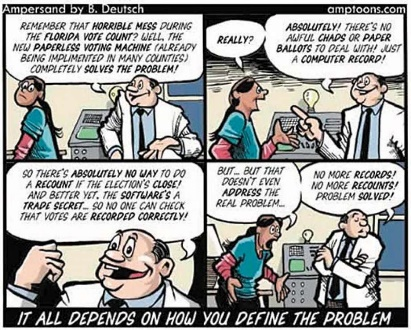 Ampersand by B. Deutsch
amptoons.com
REMEMBER THAT HORRIBLE MESS DURING
THE FLORIDA VOTE COUNT? WELL, THE
NEW PAPERLESS VOTING MACHINE (ALREADY
BEING IMPLIMENTED IN MANY COUNTIES)
COMPLETELY SOLVES THE PROBLEM!
REALLY?
ABSOLUTELY! THERE'S NO
AWFUL CHADS OR PAPER
BALLOTS TO DEAL WITH! JUST
A COMPUTER RECORD!
SO THERE'S ABSOLUTELY NO WAY TO DO
A RECOUNT IF THE ELECTION'S CLOSE!
AND BETTER YET, THE SOFTWARE'S A
TRADE SECRET... SO NO ONE CAN CHECK
THAT VOTES ARE RECORDED CORRECTLY!
BUT... BUT THAT
DOESN'T EVEN
ADDRESS THE
REAL PROBLEM...
NO MORE RECORDS!
NO MORE RECOUNTS!
PROBLEM SOLVED!
IT ALL DEPENDS ON HOW YOU DEFINE THE PROBLEM